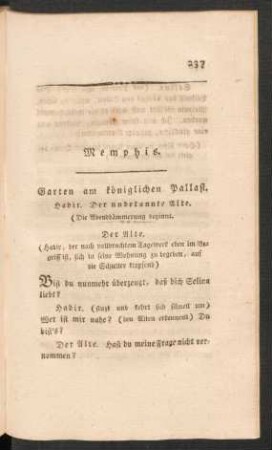 Memphis.
Garten am königlichen Pallast.
Hadir. Der unbekannte Alte.
(Die Abenddämmerung beginnt.
Der Alte.
(Hadir, der nach vollbrachtem Tagewerk eben im Be-
griff ist, sich in seine Wohnung zu begeben, auf
die Schulter klopfend)
Bist du nunmehr überzeugt, daß dich Selien
liebt?
Hadir. (stuzt und kehrt sich schnell um)
Wer ist mir nahe? (den Alten erkennend) Du
bist's?
Der Alte. Hast du meine Frage nicht ver-
nommen?